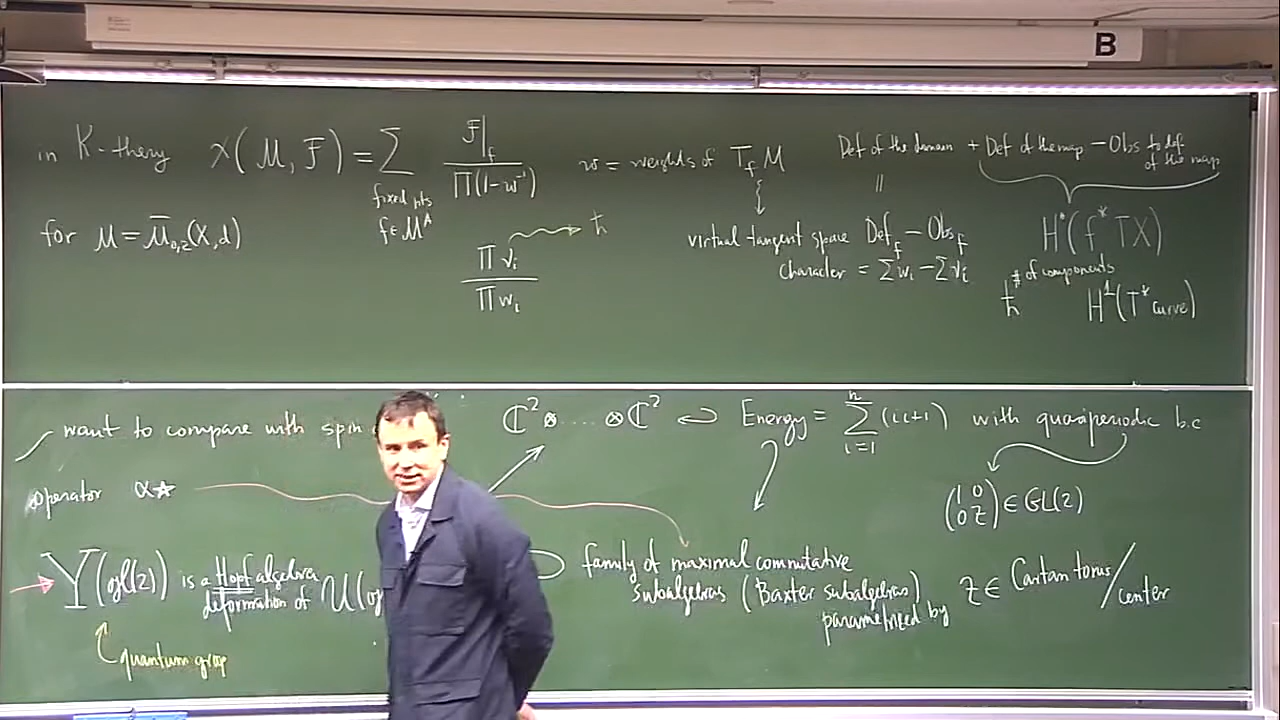 B
in K-theory χ(M, F) = ∑ F|_f / ∏(1-w⁻¹)
fixed pts
f ∈ M^A
w = weights of T_f M
Def of the domain + Def of the map - Obs to def
of the map
=
for M = M̄_{0,2}(X,d)
∏ν_i / ∏w_i → ħ
virtual tangent space Def_f - Obs_f
character = ∑w_i - ∑ν_i
H^•(f^*TX)
ħ^{# of components} H^1(T^* curve)
want to compare with spin
ℂ² ⊗ .... ⊗ ℂ² ↩ Energy = ∑_{i=1}^{n} (i,i+1) with quasiperiodic b.c
operator α★
(1 0
0 z) ∈ GL(2)
Y(gl(2)) is a Hopf algebra
deformation of U(g
⊃ family of maximal commutative
subalgebras (Baxter subalgebras)
parametrized by z ∈ Cartan torus/center
quantum group